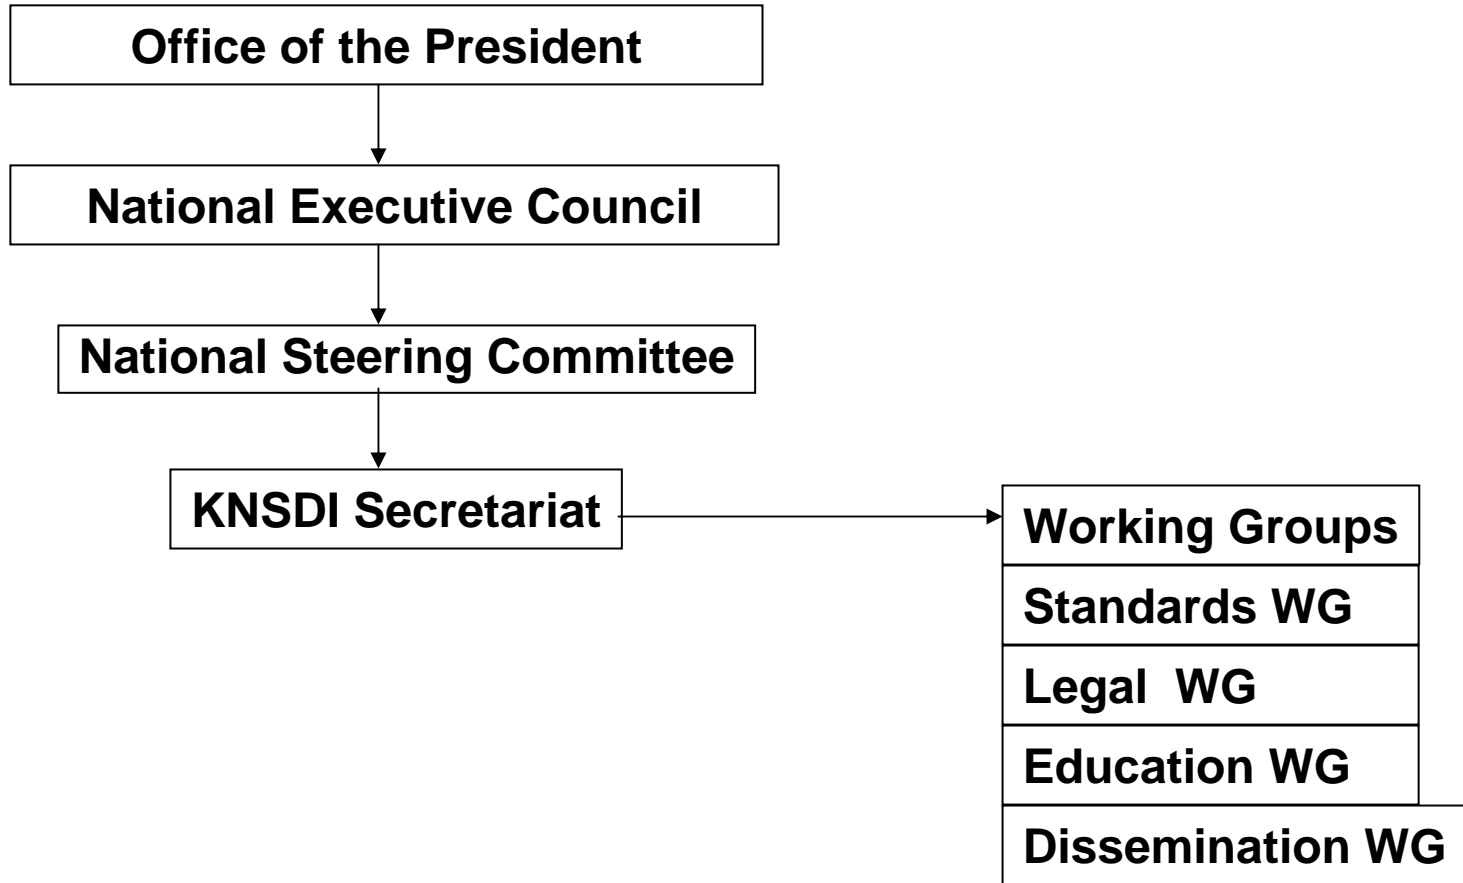 Office of the President
National Executive Council
National Steering Committee
KNSDI Secretariat
Working Groups
Standards WG
Legal  WG
Education WG
Dissemination WG